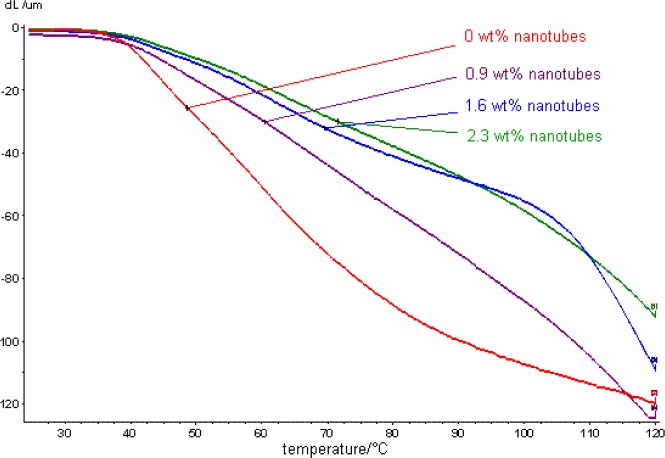 dL /um
0
-20
-40
-60
-80
-100
-120
0 wt% nanotubes
0.9 wt% nanotubes
1.6 wt% nanotubes
2.3 wt% nanotubes
30 40 50 60 70 80 90 100 110 120
temperature/°C